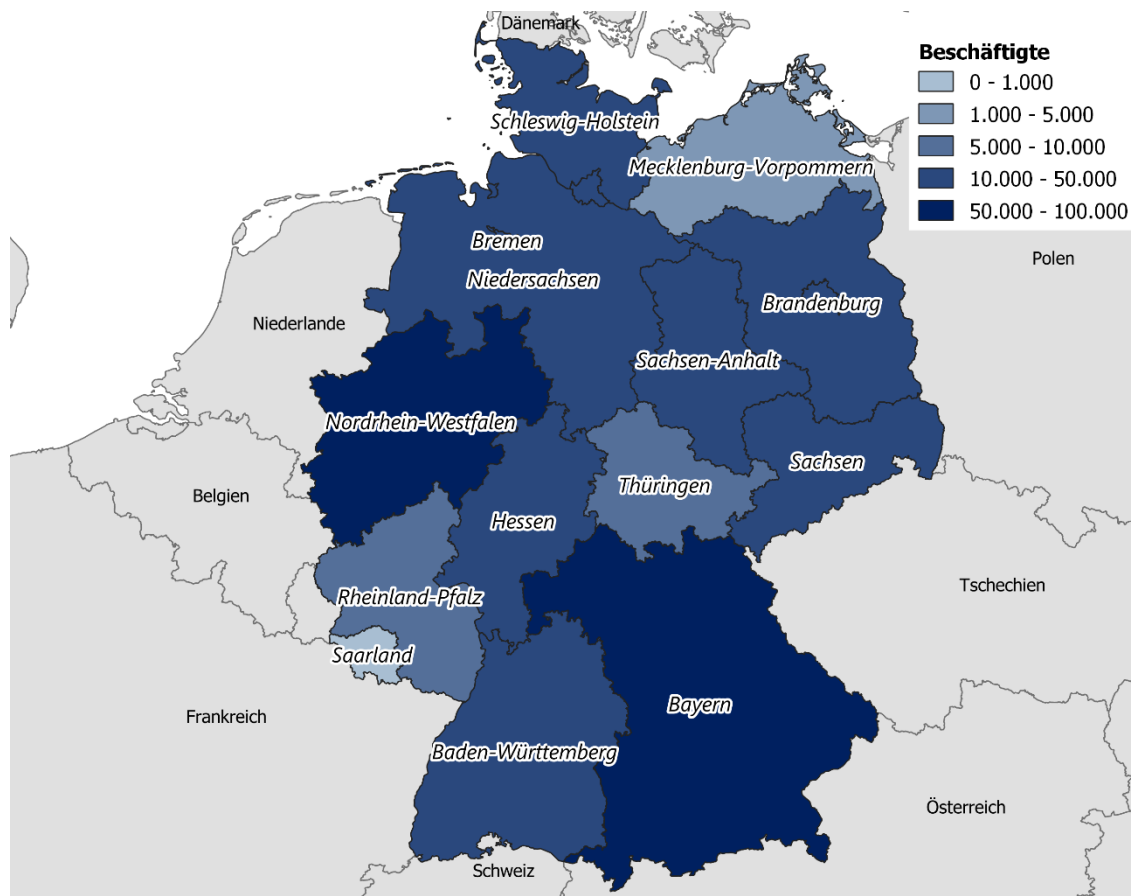 Dänemark
Beschäftigte
0 - 1.000
1.000 - 5.000
5.000 - 10.000
10.000 - 50.000
50.000 - 100.000
Schleswig-Holstein
Mecklenburg-Vorpommern
Bremen
Polen
Niedersachsen
Brandenburg
Niederlande
Sachsen-Anhalt
Nordrhein-Westfalen
Sachsen
Thüringen
Belgien
Hessen
Tschechien
Rheinland-Pfalz
Saarland
Bayern
Frankreich
Baden-Württemberg
Österreich
Schweiz